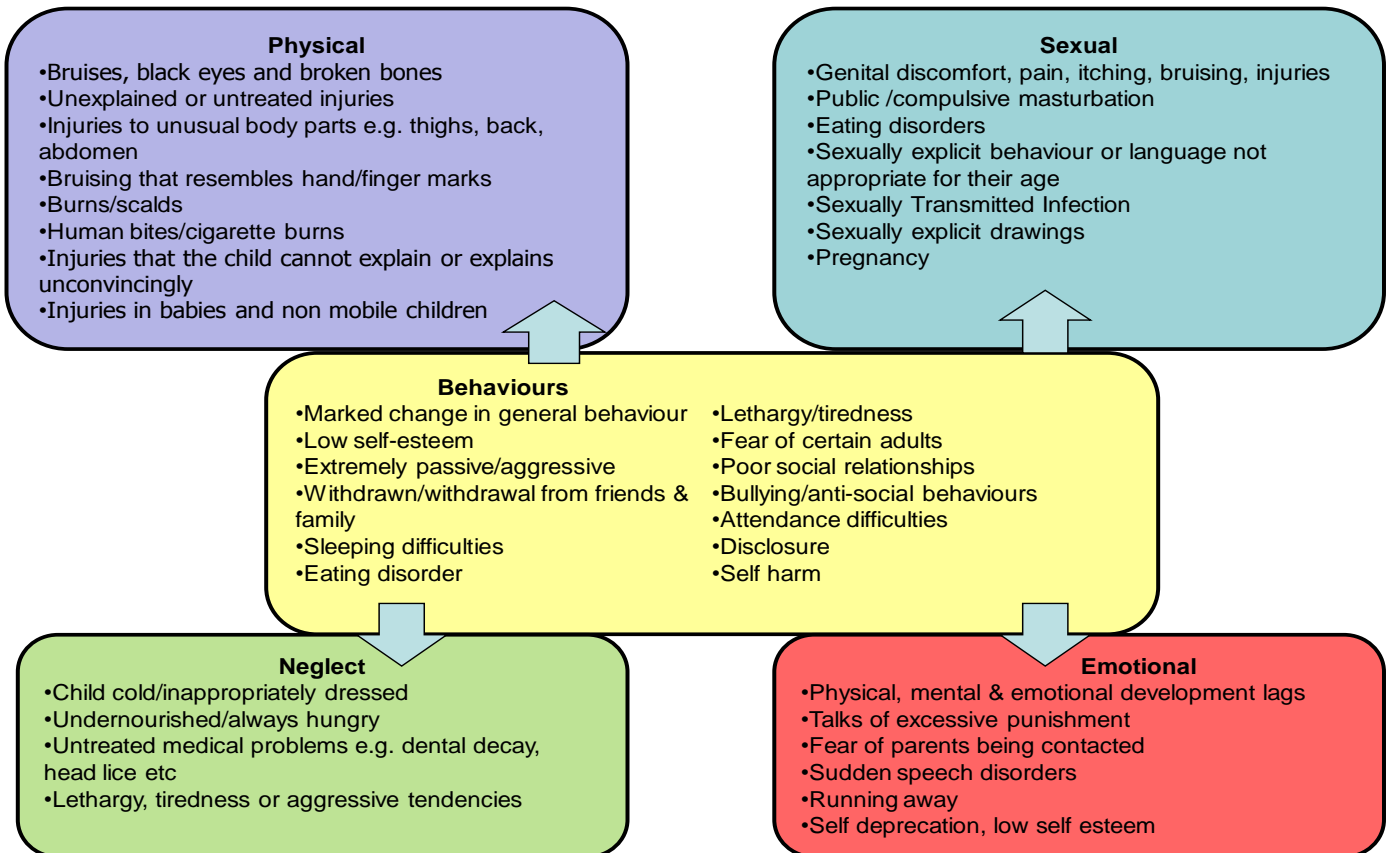 Physical
•Bruises, black eyes and broken bones
•Unexplained or untreated injuries
•Injuries to unusual body parts e.g. thighs, back,
abdomen
•Bruising that resembles hand/finger marks
•Burns/scalds
•Human bites/cigarette burns
•Injuries that the child cannot explain or explains
unconvincingly
•Injuries in babies and non mobile children
Sexual
•Genital discomfort, pain, itching, bruising, injuries
•Public /compulsive masturbation
•Eating disorders
•Sexually explicit behaviour or language not
appropriate for their age
•Sexually Transmitted Infection
•Sexually explicit drawings
•Pregnancy
Behaviours
•Marked change in general behaviour
•Low self-esteem
•Extremely passive/aggressive
•Withdrawn/withdrawal from friends &
family
•Sleeping difficulties
•Eating disorder
•Lethargy/tiredness
•Fear of certain adults
•Poor social relationships
•Bullying/anti-social behaviours
•Attendance difficulties
•Disclosure
•Self harm
Neglect
•Child cold/inappropriately dressed
•Undernourished/always hungry
•Untreated medical problems e.g. dental decay,
head lice etc
•Lethargy, tiredness or aggressive tendencies
Emotional
•Physical, mental & emotional development lags
•Talks of excessive punishment
•Fear of parents being contacted
•Sudden speech disorders
•Running away
•Self deprecation, low self esteem